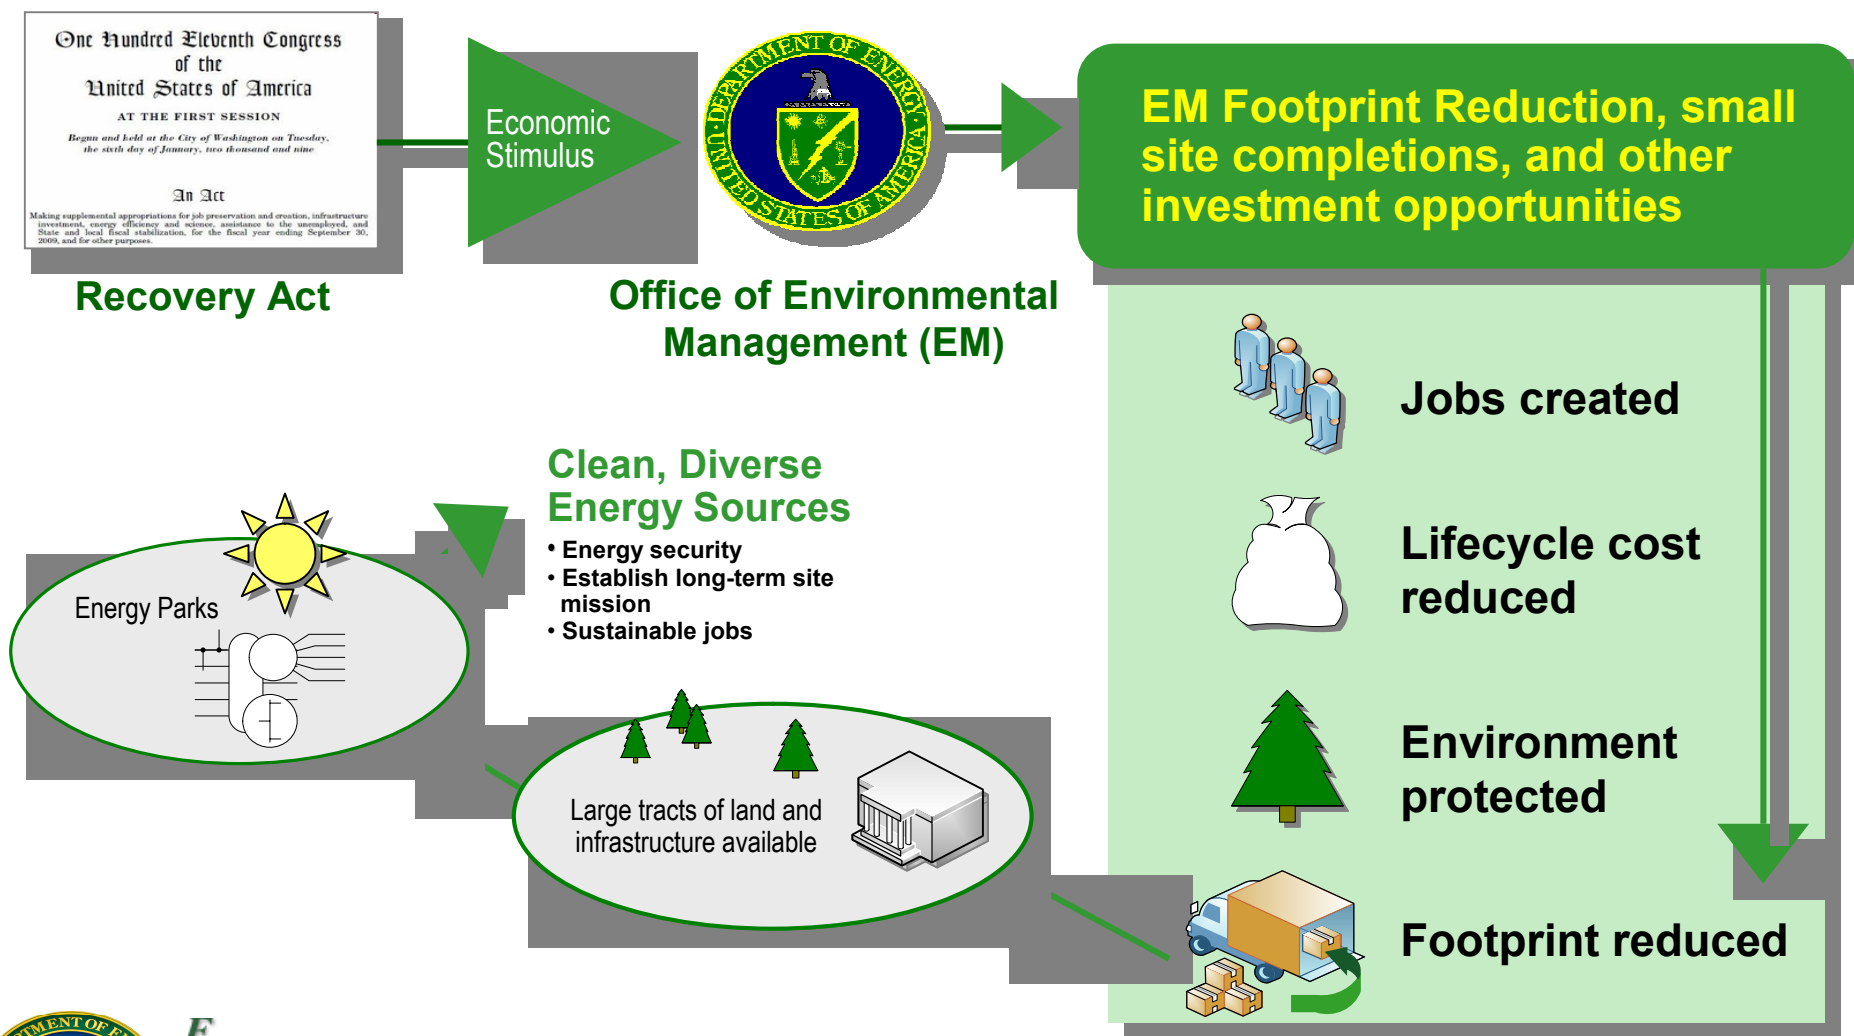 One Hundred Eleventh Congress
of the
United States of America
AT THE FIRST SESSION
Begun and held at the City of Washington on Tuesday,
the sixth day of January, two thousand and nine
An Act
Making supplemental appropriations for job preservation and creation, infrastructure
investment, energy efficiency and science, assistance to the unemployed, and
State and local fiscal stabilization, for the fiscal year ending September 30,
2009, and for other purposes.
Recovery Act
Economic
Stimulus
DEPARTMENT OF ENERGY
UNITED STATES OF AMERICA
Office of Environmental
Management (EM)
EM Footprint Reduction, small
site completions, and other
investment opportunities
Jobs created
Lifecycle cost
reduced
Environment
protected
Footprint reduced
Large tracts of land and
infrastructure available
Energy Parks
Clean, Diverse
Energy Sources
• Energy security
• Establish long-term site
mission
• Sustainable jobs
E